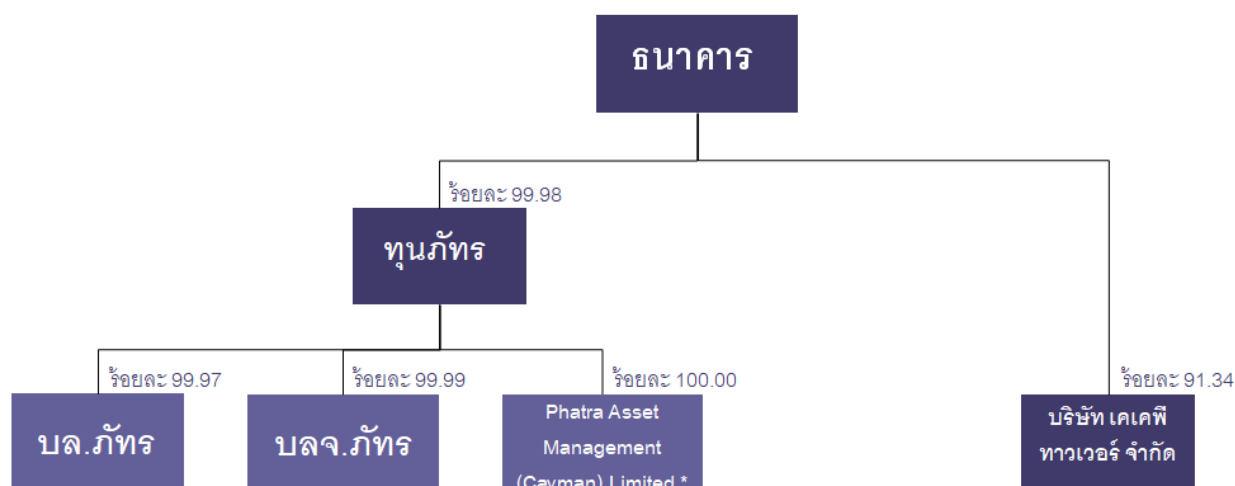 ธนาคาร
ร้อยละ 99.98
ทุนภัทร
ร้อยละ 99.97
ร้อยละ 99.99
ร้อยละ 100.00
ร้อยละ 91.34
บล.ภัทร
บลจ.ภัทร
Phatra Asset
Management
(Cayman) Limited *
บริษัท เคเคพี
ทาวเวอร์ จำกัด